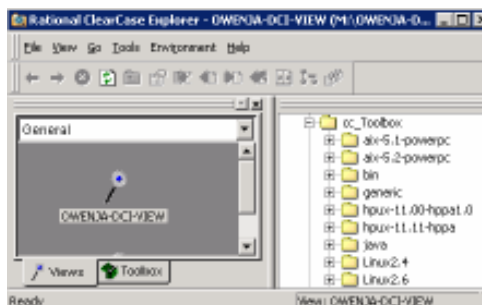 Rational ClearCase Explorer - OWENJA-DCI-VIEW (M:\OWENJA-D...
File View Go Tools Environment Help
General
OWENJA-DCI-VIEW
Views Toolbox
cc_Toolbox
aix-5.1-powerpc
aix-5.2-powerpc
bin
generic
hpux-11.00-hppa1.0
hpux-11.11-hppa
java
Linux2.4
Linux2.6
Ready View: OWENJA-DCI-VIEW